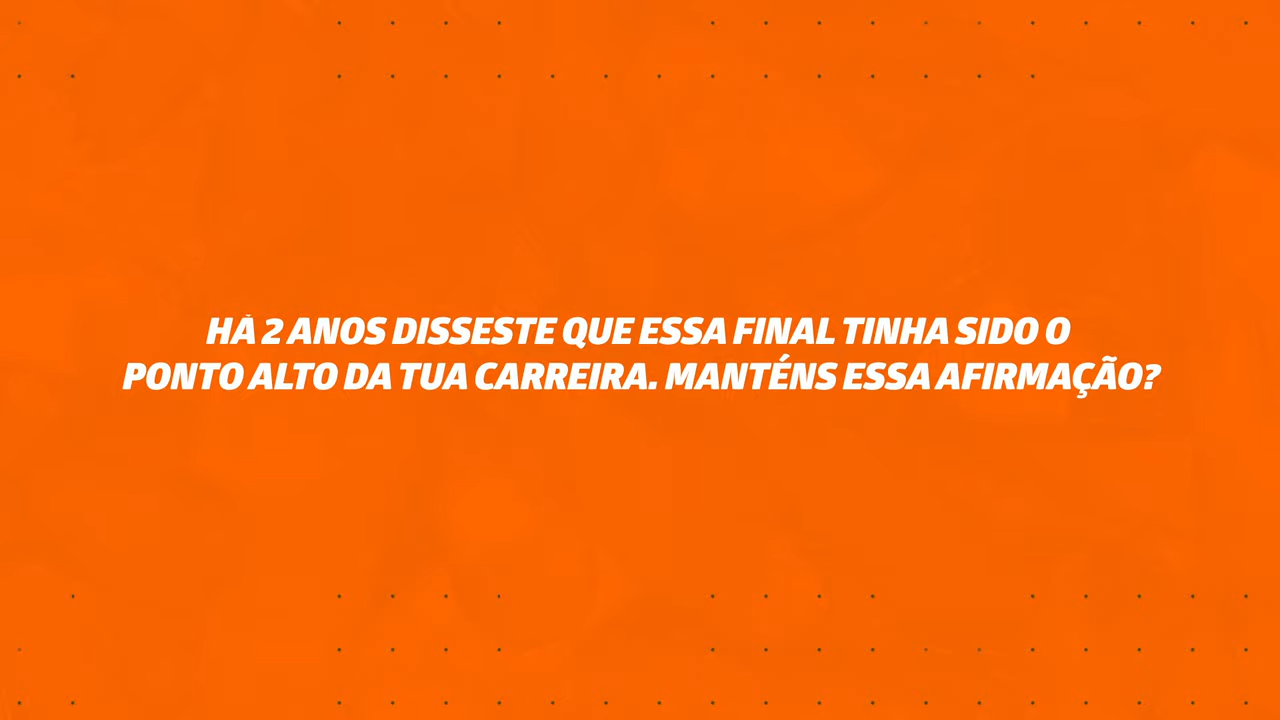 HÁ 2 ANOS DISSESTE QUE ESSA FINAL TINHA SIDO O
PONTO ALTO DA TUA CARREIRA. MANTÉNS ESSA AFIRMAÇÃO?